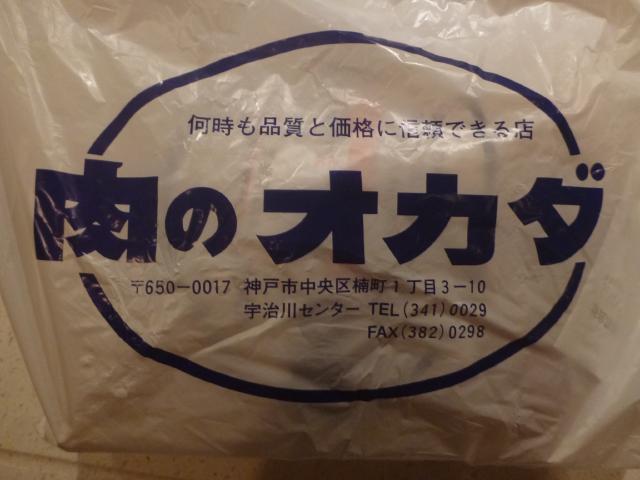 何時も品質と価格に信頼できる店
肉のオカダ
〒650-0017 神戸市中央区楠町1丁目3-10
宇治川センター TEL(341)0029
FAX(382)0298